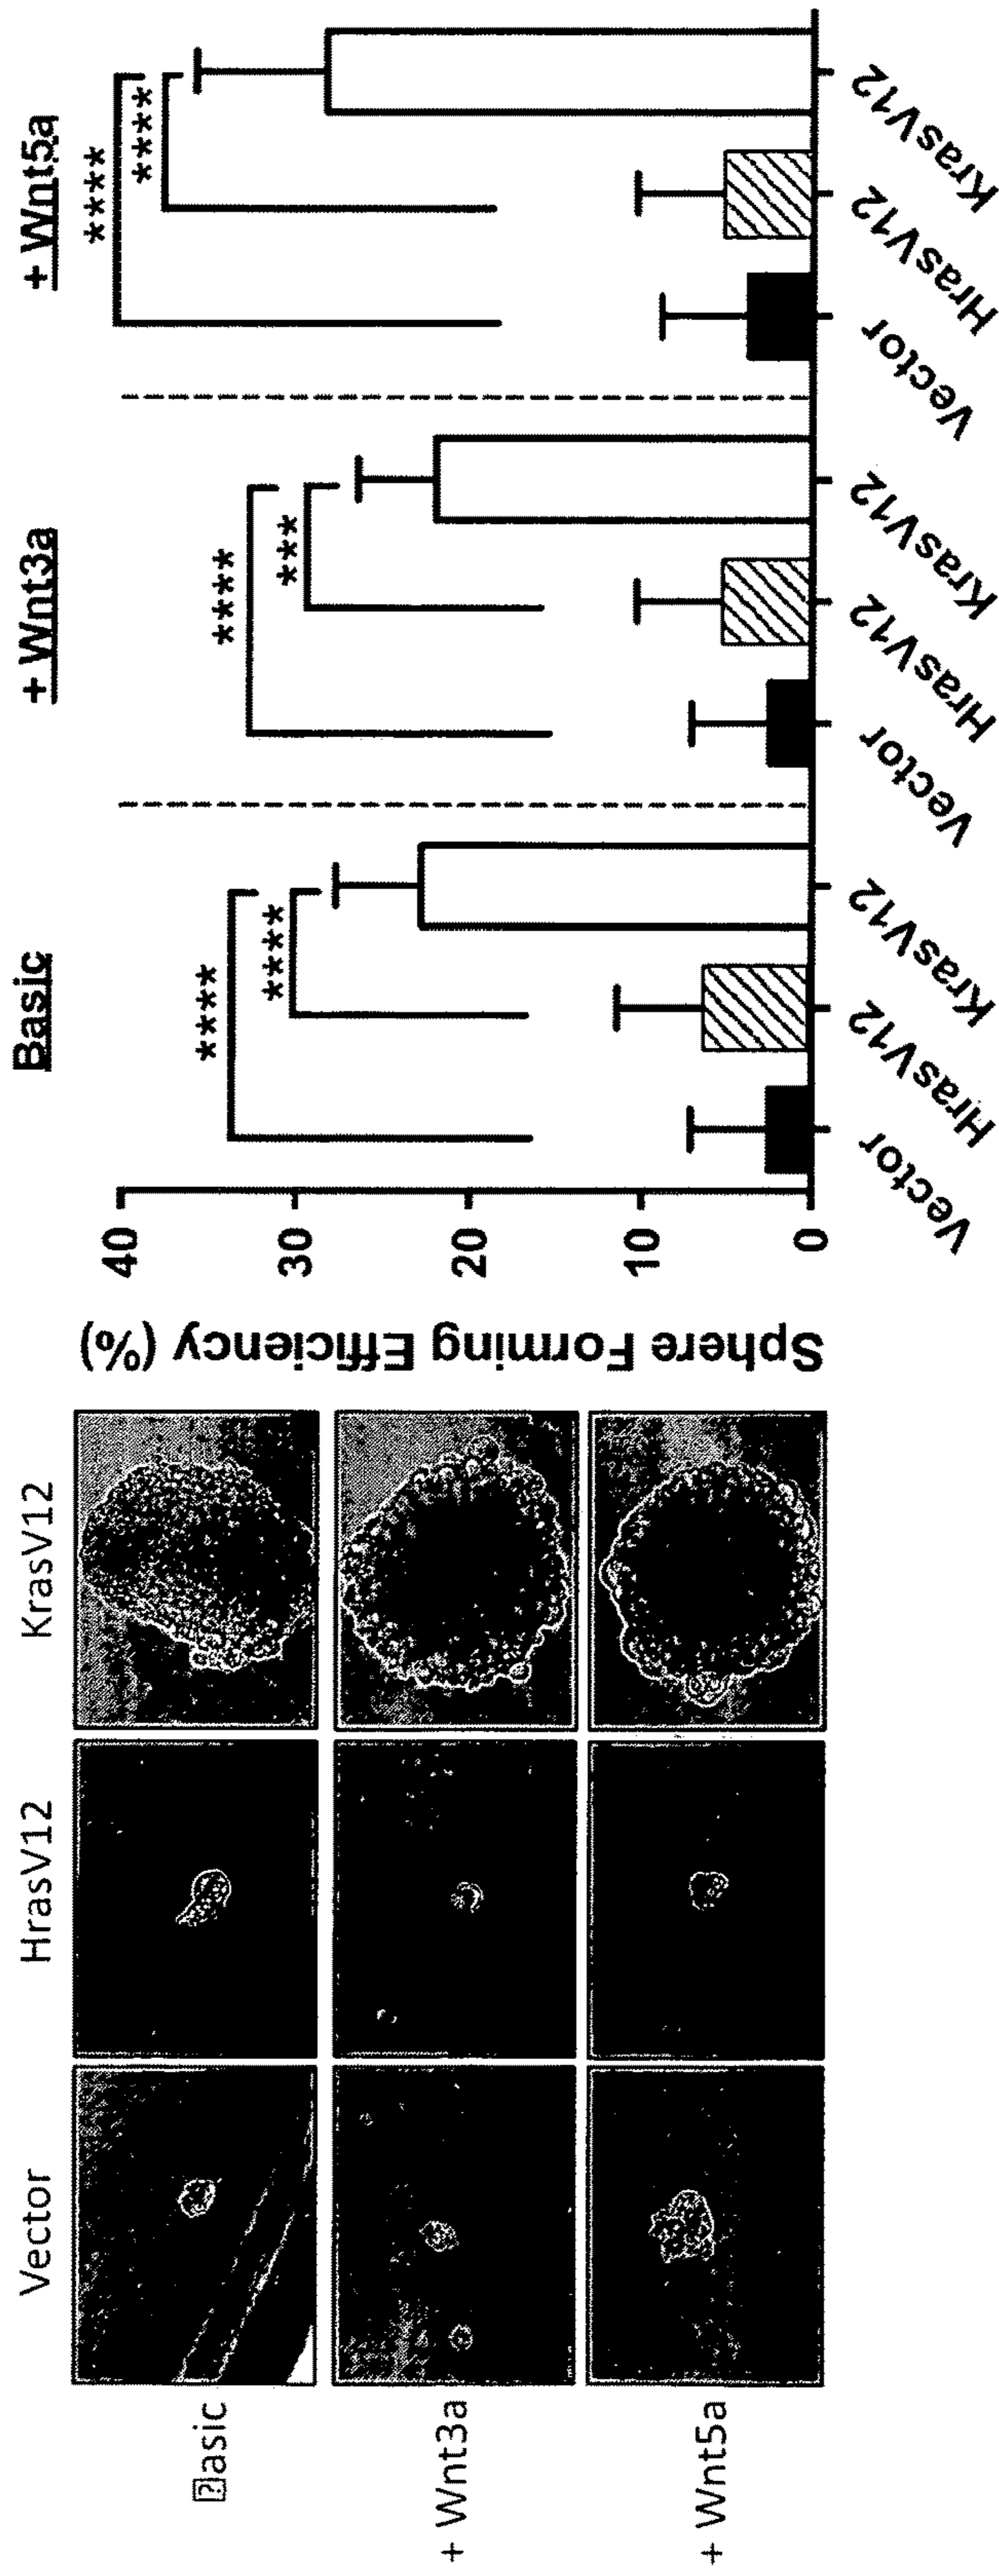 Vector HrasV12 KrasV12
asic
+ Wnt3a
+ Wnt5a
Sphere Forming Efficiency (%)
40
30
20
10
0
Basic
+ Wnt3a
+ Wnt5a
****
****
****
***
****
****
Vector HrasV12 KrasV12 Vector HrasV12 KrasV12 Vector HrasV12 KrasV12